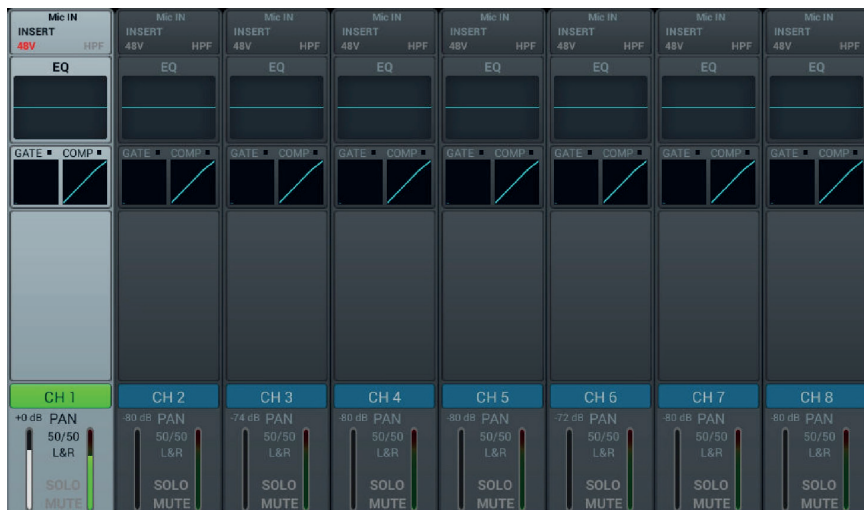 Mic IN Mic IN Mic IN Mic IN Mic IN Mic IN Mic IN Mic IN
INSERT INSERT INSERT INSERT INSERT INSERT INSERT INSERT
48V HPF 48V HPF 48V HPF 48V HPF 48V HPF 48V HPF 48V HPF 48V HPF
EQ EQ EQ EQ EQ EQ EQ EQ
GATE COMP GATE COMP GATE COMP GATE COMP GATE COMP GATE COMP GATE COMP GATE COMP
CH 1 CH 2 CH 3 CH 4 CH 5 CH 6 CH 7 CH 8
+0 dB PAN -80 dB PAN -74 dB PAN -80 dB PAN -80 dB PAN -72 dB PAN -80 dB PAN -80 dB PAN
50/50 50/50 50/50 50/50 50/50 50/50 50/50 50/50
L&R L&R L&R L&R L&R L&R L&R L&R
SOLO SOLO SOLO SOLO SOLO SOLO SOLO SOLO
MUTE MUTE MUTE MUTE MUTE MUTE MUTE MUTE